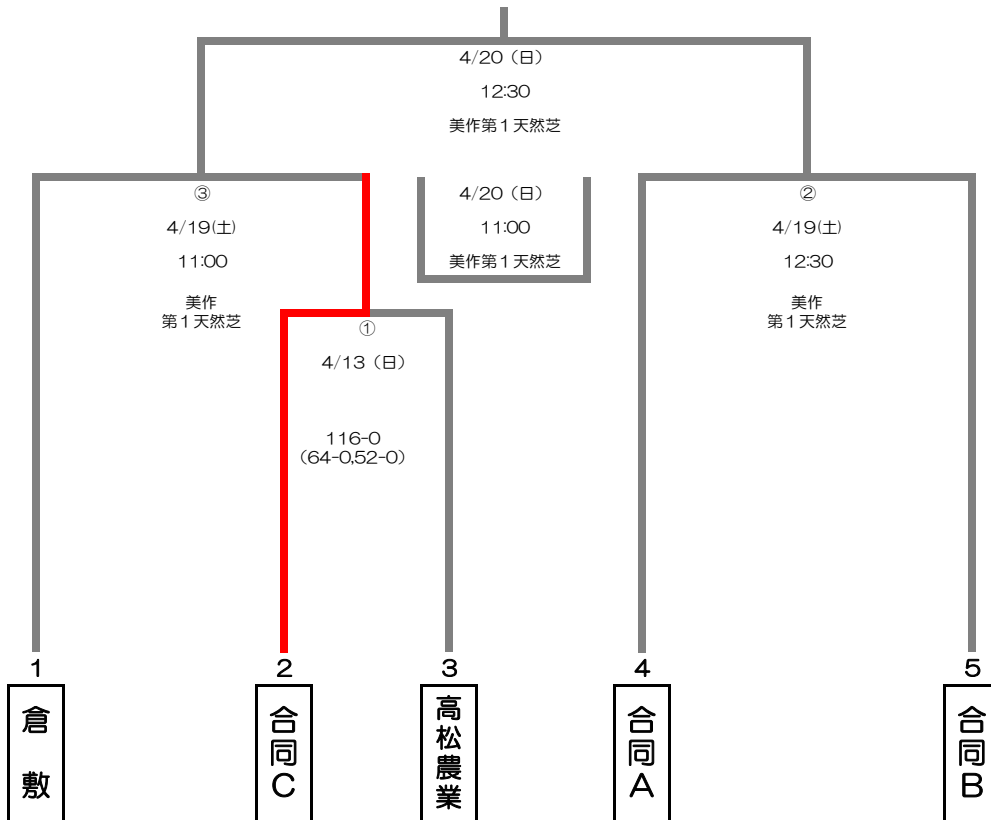 4/20（日）
12:30
美作第１天然芝
③
4/19(土)
11:00
美作
第１天然芝
4/20（日）
11:00
美作第１天然芝
②
4/19(土)
12:30
美作
第１天然芝
①
4/13（日）
116-0
（64-0,52-0）
1
2
3
4
5
倉敷
合同C
高松農業
合同A
合同B